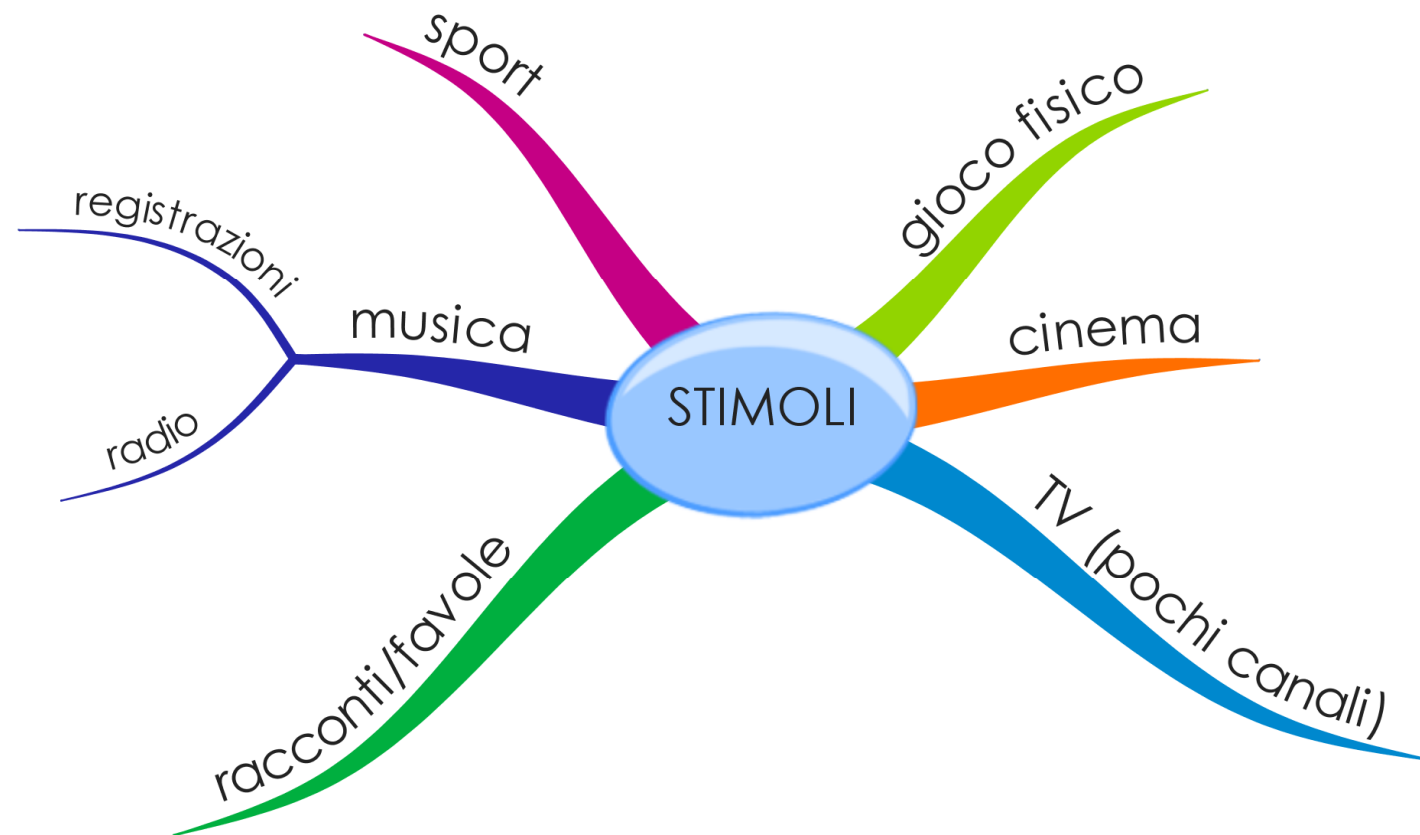 sport
gioco fisico
registrazioni
musica
cinema
STIMOLI
radio
TV (pochi canali)
racconti/favole